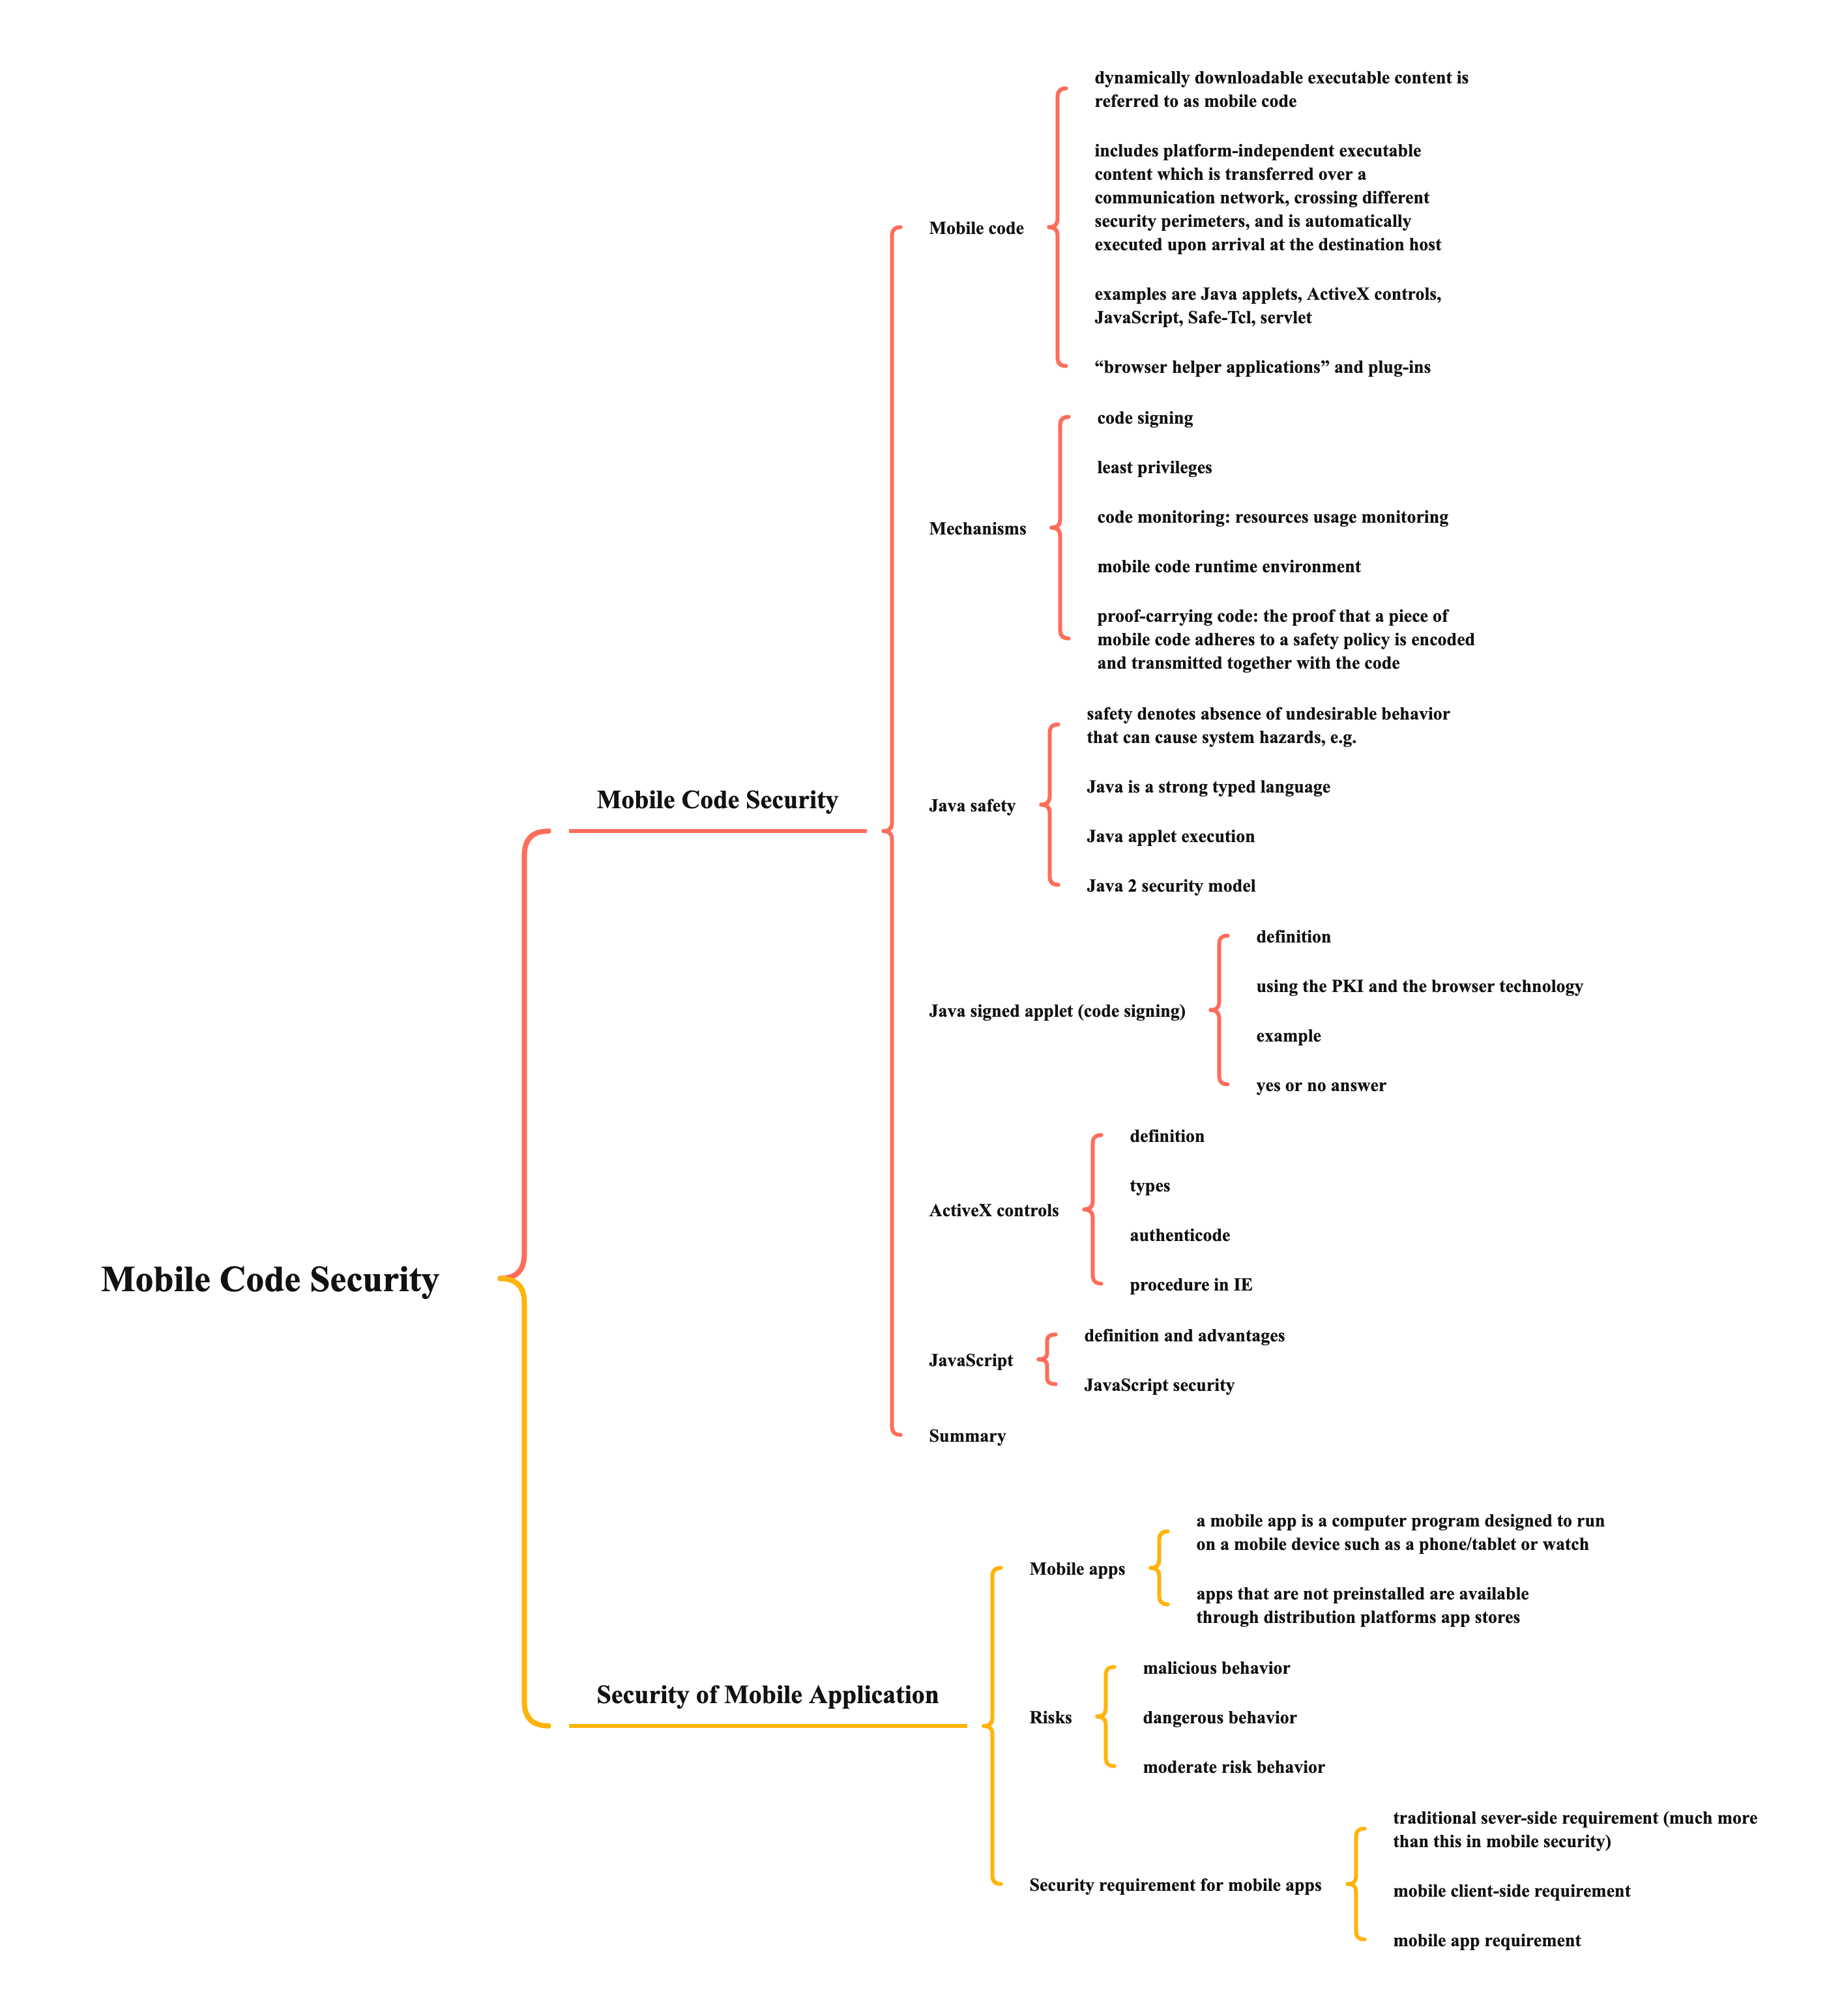 Mobile Code Security
Mobile Code Security
Mobile code
dynamically downloadable executable content is
referred to as mobile code
includes platform-independent executable
content which is transferred over a
communication network, crossing different
security perimeters, and is automatically
executed upon arrival at the destination host
examples are Java applets, ActiveX controls,
JavaScript, Safe-Tcl, servlet
“browser helper applications” and plug-ins
Mechanisms
code signing
least privileges
code monitoring: resources usage monitoring
mobile code runtime environment
proof-carrying code: the proof that a piece of
mobile code adheres to a safety policy is encoded
and transmitted together with the code
Java safety
safety denotes absence of undesirable behavior
that can cause system hazards, e.g.
Java is a strong typed language
Java applet execution
Java 2 security model
Java signed applet (code signing)
definition
using the PKI and the browser technology
example
yes or no answer
ActiveX controls
definition
types
authenticode
procedure in IE
JavaScript
definition and advantages
JavaScript security
Summary
Security of Mobile Application
Mobile apps
a mobile app is a computer program designed to run
on a mobile device such as a phone/tablet or watch
apps that are not preinstalled are available
through distribution platforms app stores
Risks
malicious behavior
dangerous behavior
moderate risk behavior
Security requirement for mobile apps
traditional sever-side requirement (much more
than this in mobile security)
mobile client-side requirement
mobile app requirement